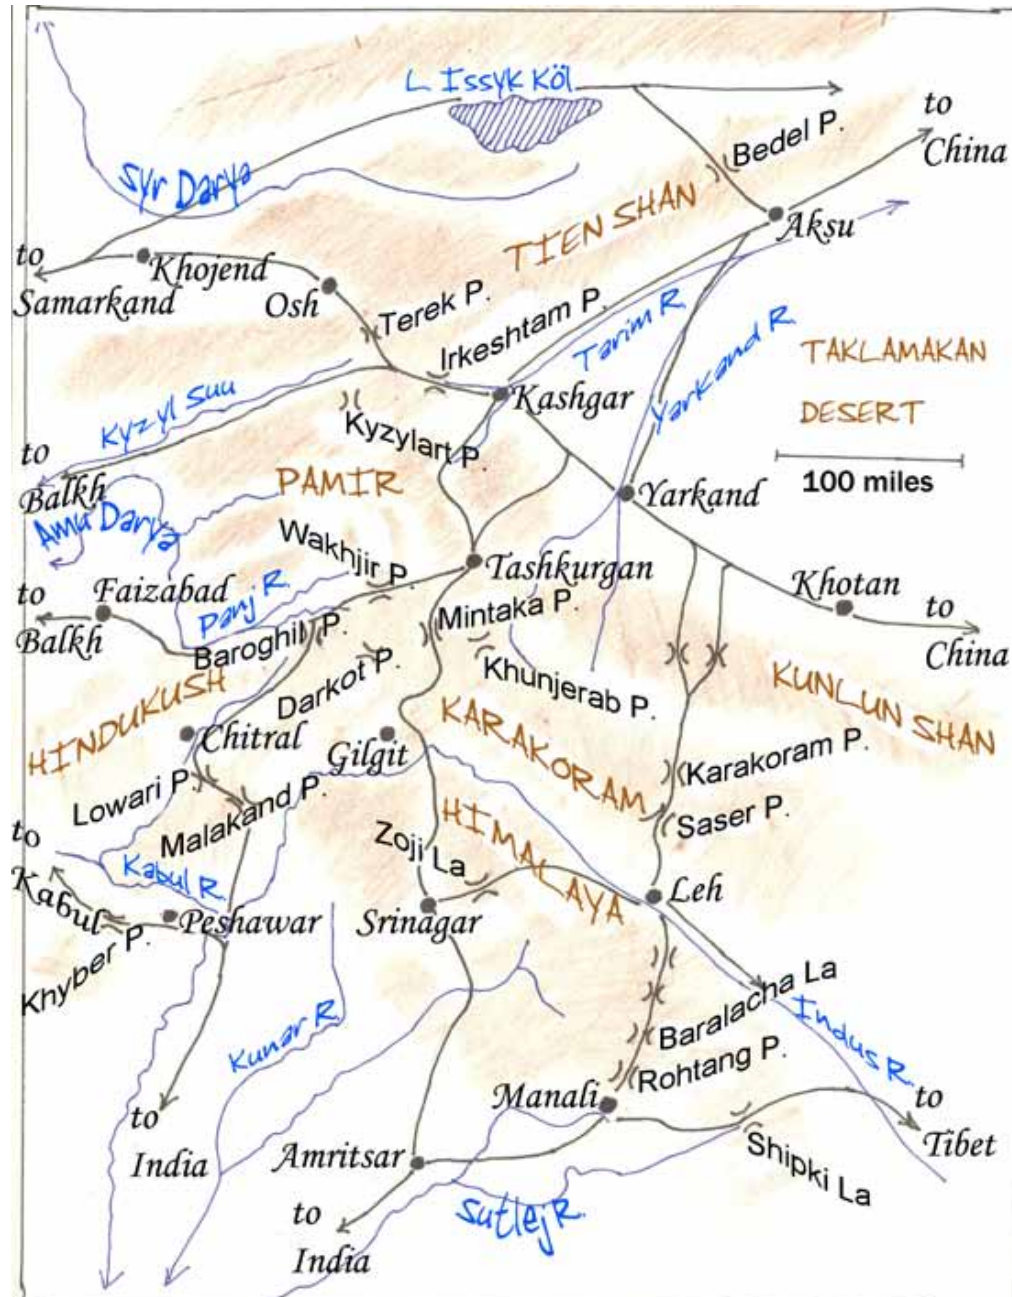 L. Issyk Köl
to
China
Bedel P.
Syr Darya
TIEN SHAN
Aksu
to
Samarkand
Khojend
Osh
Terek P.
Irkeshtam P.
Tarim R.
Yarkand R.
TAKLAMAKAN
DESERT
100 miles
Kyzyl Suu
Kashgar
Kyzylart P.
to
Balkh
PAMIR
Yarkand
Amu Darya
Wakhjir P.
Tashkurgan
Khotan
to
China
Faizabad
to
Balkh
Panj R.
Mintaka P.
Baroghil P.
Darkot P.
Khunjerab P.
KUNLUN SHAN
HINDUKUSH
Chitral
Gilgit
KARAKORAM
Karakoram P.
Lowari P.
Malakand P.
Saser P.
HIMALAYA
Zoji La
to
Kabul
Kabul R.
Leh
Peshawar
Srinagar
Khyber P.
Baralacha La
Indus R.
Kunar R.
Rohtang P.
Manali
to
Tibet
to
India
Amritsar
Shipki La
Sutlej R.
to
India